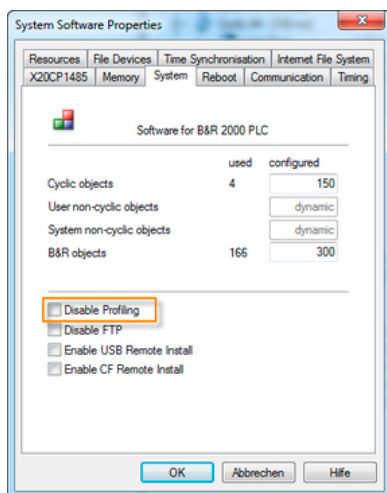 System Software Properties
Resources File Devices Time Synchronisation Internet File System
X20CP1485 Memory System Reboot Communication Timing
Software for B&R 2000 PLC
used configured
Cyclic objects 4 150
User non-cyclic objects dynamic
System non-cyclic objects dynamic
B&R objects 166 300
Disable Profiling
Disable FTP
Enable USB Remote Install
Enable CF Remote Install
OK Abbrechen Hilfe